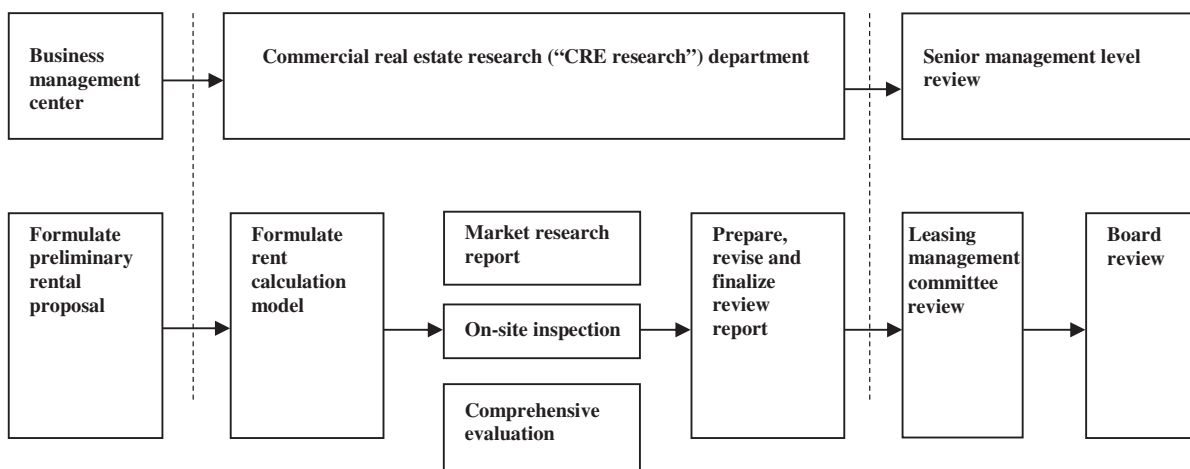 Business
management
center
Commercial real estate research (“CRE research”) department
Senior management level
review
Formulate
preliminary
rental
proposal
Formulate
rent
calculation
model
Market research
report
On-site inspection
Comprehensive
evaluation
Prepare,
revise and
finalize
review
report
Leasing
management
committee
review
Board
review